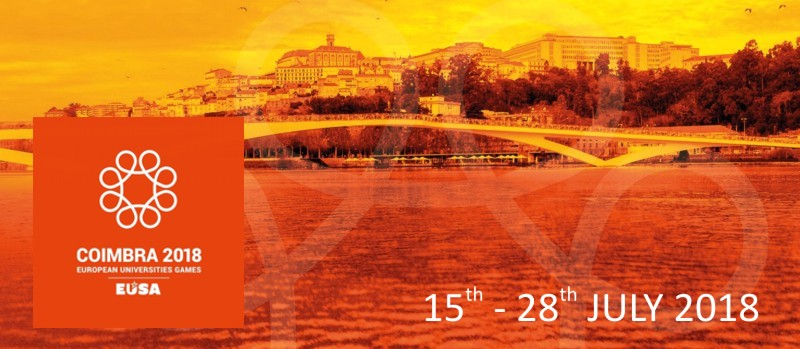 COIMBRA 2018
EUROPEAN UNIVERSITIES GAMES
EUSA
15th - 28th JULY 2018